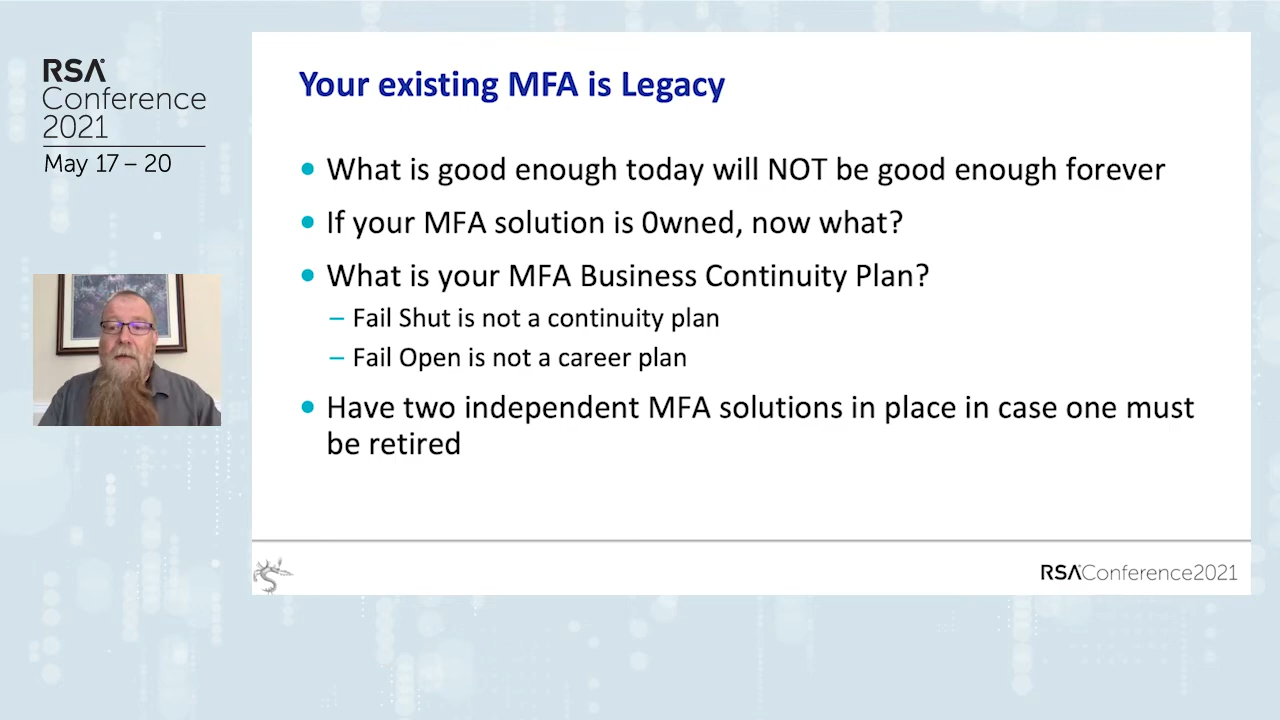 RSA
Conference
2021
May 17 – 20
Your existing MFA is Legacy
• What is good enough today will NOT be good enough forever
• If your MFA solution is 0wned, now what?
• What is your MFA Business Continuity Plan?
– Fail Shut is not a continuity plan
– Fail Open is not a career plan
• Have two independent MFA solutions in place in case one must
be retired
RSAConference2021